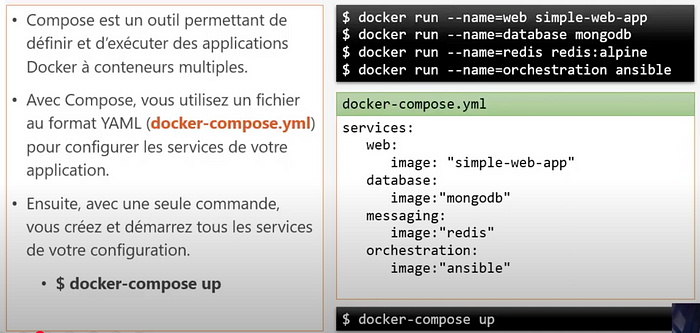 • Compose est un outil permettant de
définir et d'exécuter des applications
Docker à conteneurs multiples.
• Avec Compose, vous utilisez un fichier
au format YAML (docker-compose.yml)
pour configurer les services de votre
application.
• Ensuite, avec une seule commande,
vous créez et démarrez tous les services
de votre configuration.
• $ docker-compose up
$ docker run --name=web simple-web-app
$ docker run --name=database mongodb
$ docker run --name=redis redis:alpine
$ docker run --name=orchestration ansible
docker-compose.yml
services:
web:
image: "simple-web-app"
database:
image:"mongodb"
messaging:
image:"redis"
orchestration:
image:"ansible"
$ docker-compose up